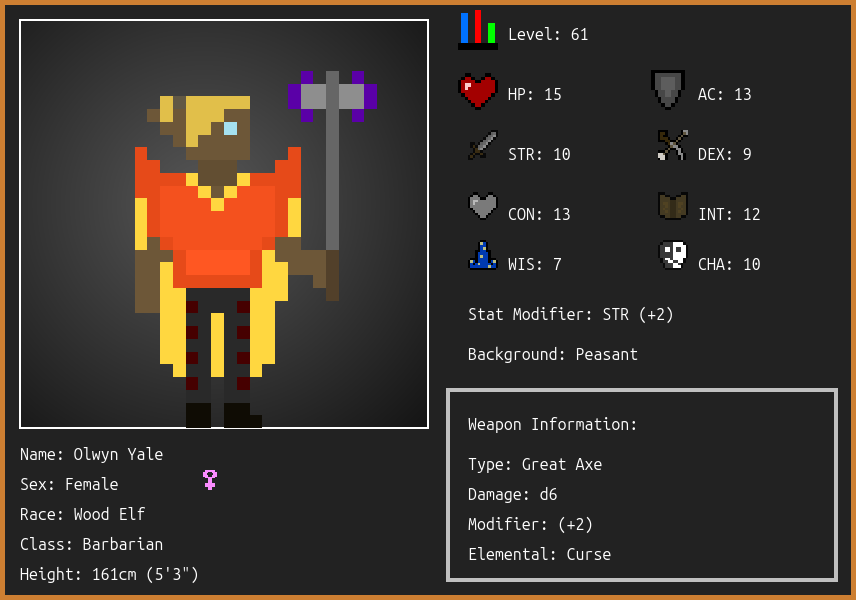 Level: 61
HP: 15
AC: 13
STR: 10
DEX: 9
CON: 13
INT: 12
WIS: 7
CHA: 10
Stat Modifier: STR (+2)
Background: Peasant
Weapon Information:
Type: Great Axe
Damage: d6
Modifier: (+2)
Elemental: Curse
Name: Olwyn Yale
Sex: Female
Race: Wood Elf
Class: Barbarian
Height: 161cm (5'3")